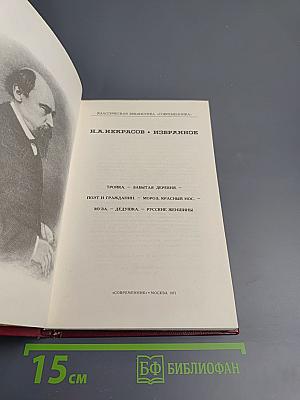 КЛАССИЧЕСКАЯ БИБЛИОТЕКА «СОВРЕМЕННИКА»
Н.А.НЕКРАСОВ • ИЗБРАННОЕ
ТРОЙКА. — ЗАБЫТАЯ ДЕРЕВНЯ. —
ПОЭТ И ГРАЖДАНИН. — МОРОЗ, КРАСНЫЙ НОС. —
— ДЕДУШКА. — РУССКИЕ ЖЕНЩИНЫ
«СОВРЕМЕННИК» • МОСКВА
15 см
БФ БИБЛИОФАН